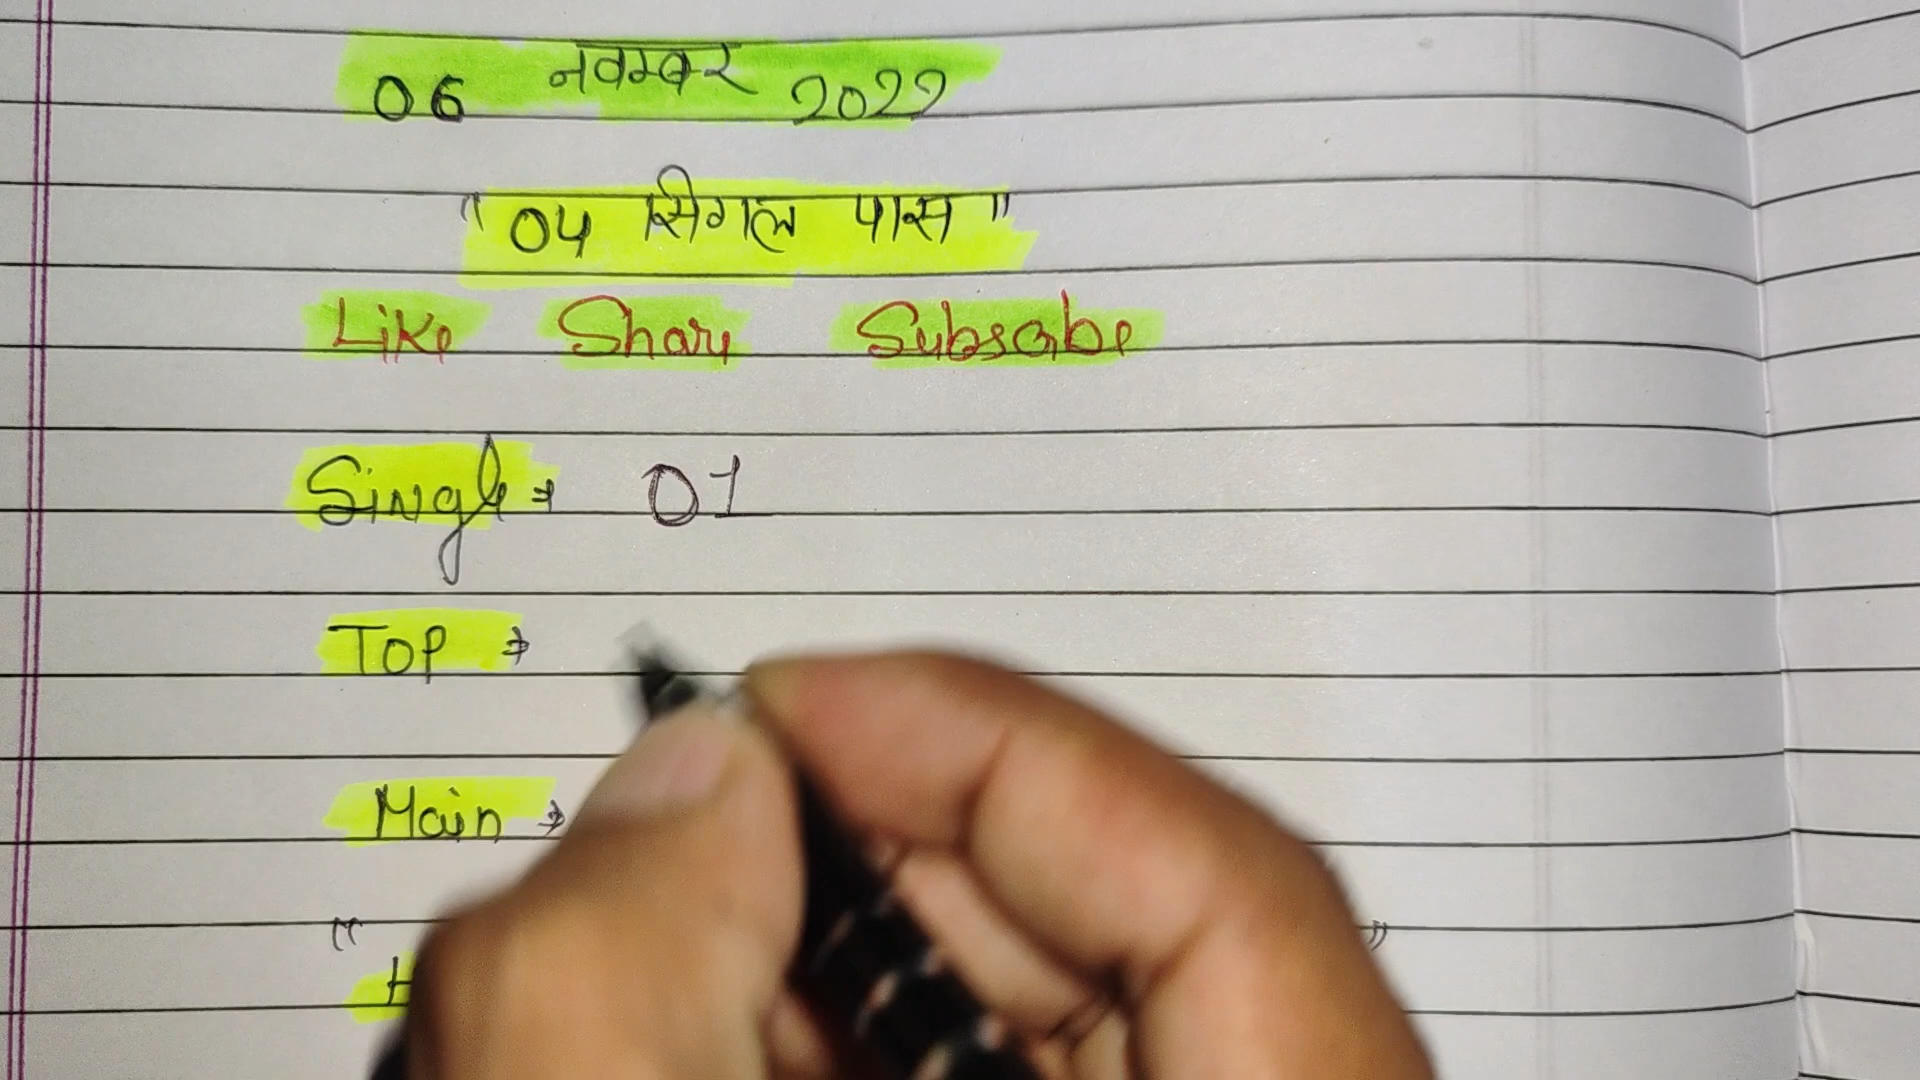 06 नवम्बर 2022
" 04 सिंगल पास "
Like Share Subscribe
Single → 01
TOP →
Main →
" H "